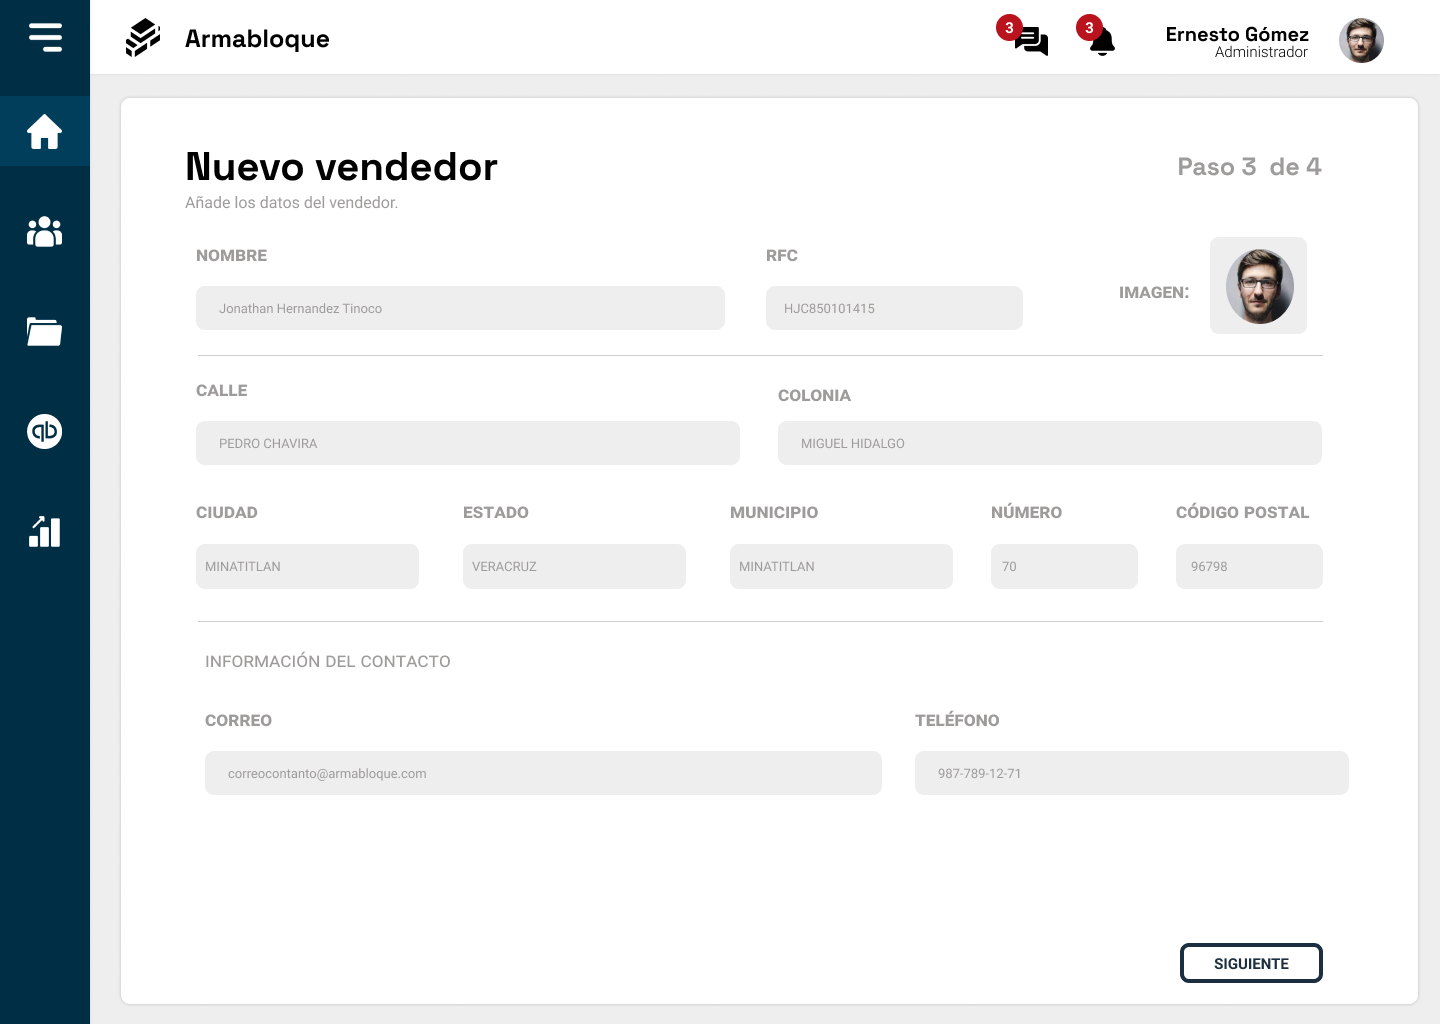 Armabloque
3
3
Ernesto Gómez
Administrador
Nuevo vendedor
Paso 3 de 4
Añade los datos del vendedor.
NOMBRE
RFC
IMAGEN:
Jonathan Hernandez Tinoco
HJC850101415
CALLE
COLONIA
PEDRO CHAVIRA
MIGUEL HIDALGO
CIUDAD
ESTADO
MUNICIPIO
NÚMERO
CÓDIGO POSTAL
MINATITLAN
VERACRUZ
MINATITLAN
70
96798
INFORMACIÓN DEL CONTACTO
CORREO
TELÉFONO
correocontanto@armabloque.com
987-789-12-71
SIGUIENTE